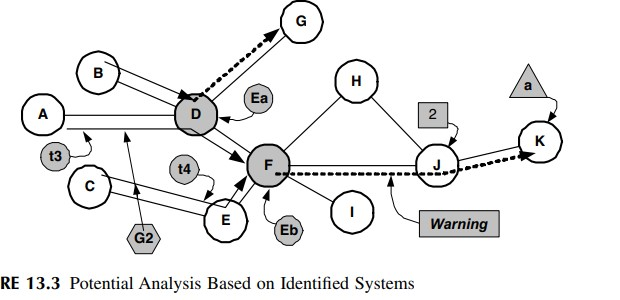 G
B
D
Ea
A
H
a
2
K
t3
t4
F
J
C
E
I
G2
Eb
Warning
RE 13.3 Potential Analysis Based on Identified Systems